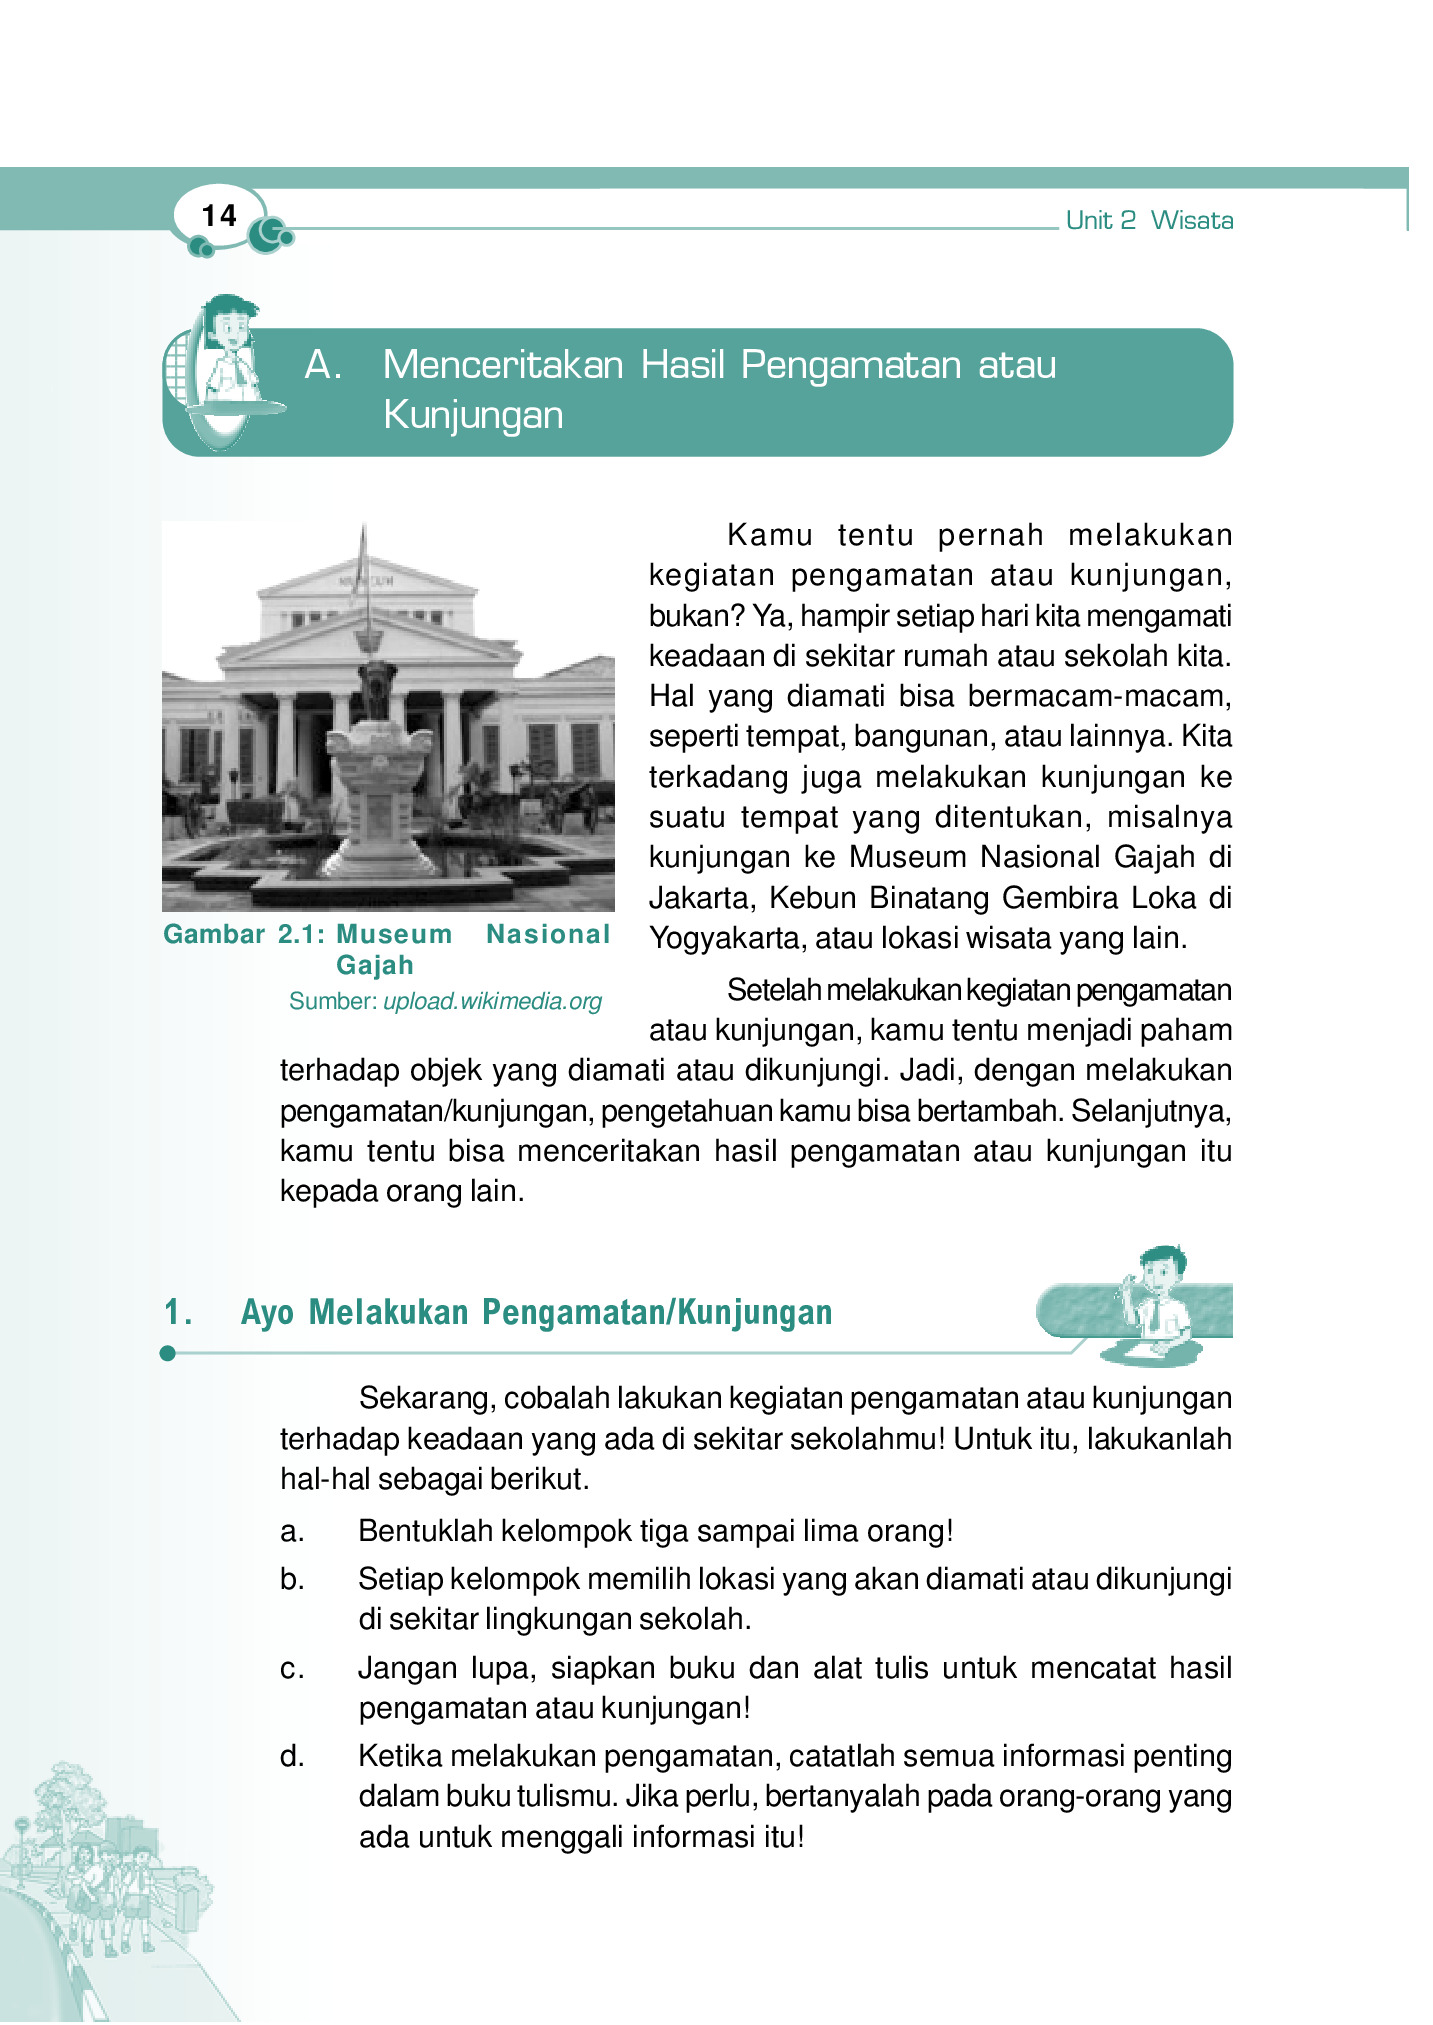 14
Unit 2 Wisata
A. Menceritakan Hasil Pengamatan atau
Kunjungan
Kamu tentu pernah melakukan
kegiatan pengamatan atau kunjungan,
bukan? Ya, hampir setiap hari kita mengamati
keadaan di sekitar rumah atau sekolah kita.
Hal yang diamati bisa bermacam-macam,
seperti tempat, bangunan, atau lainnya. Kita
terkadang juga melakukan kunjungan ke
suatu tempat yang ditentukan, misalnya
kunjungan ke Museum Nasional Gajah di
Jakarta, Kebun Binatang Gembira Loka di
Yogyakarta, atau lokasi wisata yang lain.
Gambar 2.1: Museum Nasional
Gajah
Sumber: upload.wikimedia.org
Setelah melakukan kegiatan pengamatan
atau kunjungan, kamu tentu menjadi paham
terhadap objek yang diamati atau dikunjungi. Jadi, dengan melakukan
pengamatan/kunjungan, pengetahuan kamu bisa bertambah. Selanjutnya,
kamu tentu bisa menceritakan hasil pengamatan atau kunjungan itu
kepada orang lain.
1. Ayo Melakukan Pengamatan/Kunjungan
Sekarang, cobalah lakukan kegiatan pengamatan atau kunjungan
terhadap keadaan yang ada di sekitar sekolahmu! Untuk itu, lakukanlah
hal-hal sebagai berikut.
a. Bentuklah kelompok tiga sampai lima orang!
b. Setiap kelompok memilih lokasi yang akan diamati atau dikunjungi
di sekitar lingkungan sekolah.
c. Jangan lupa, siapkan buku dan alat tulis untuk mencatat hasil
pengamatan atau kunjungan!
d. Ketika melakukan pengamatan, catatlah semua informasi penting
dalam buku tulismu. Jika perlu, bertanyalah pada orang-orang yang
ada untuk menggali informasi itu!